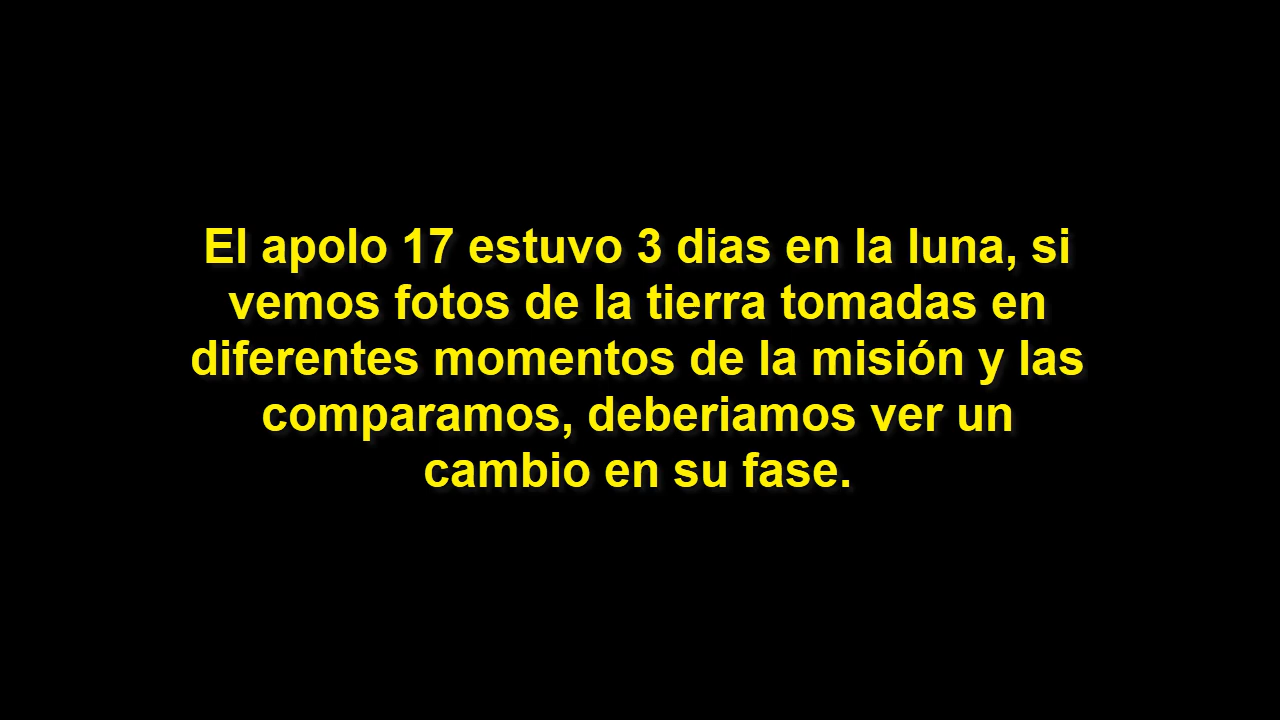 El apolo 17 estuvo 3 dias en la luna, si
vemos fotos de la tierra tomadas en
diferentes momentos de la misión y las
comparamos, deberiamos ver un
cambio en su fase.